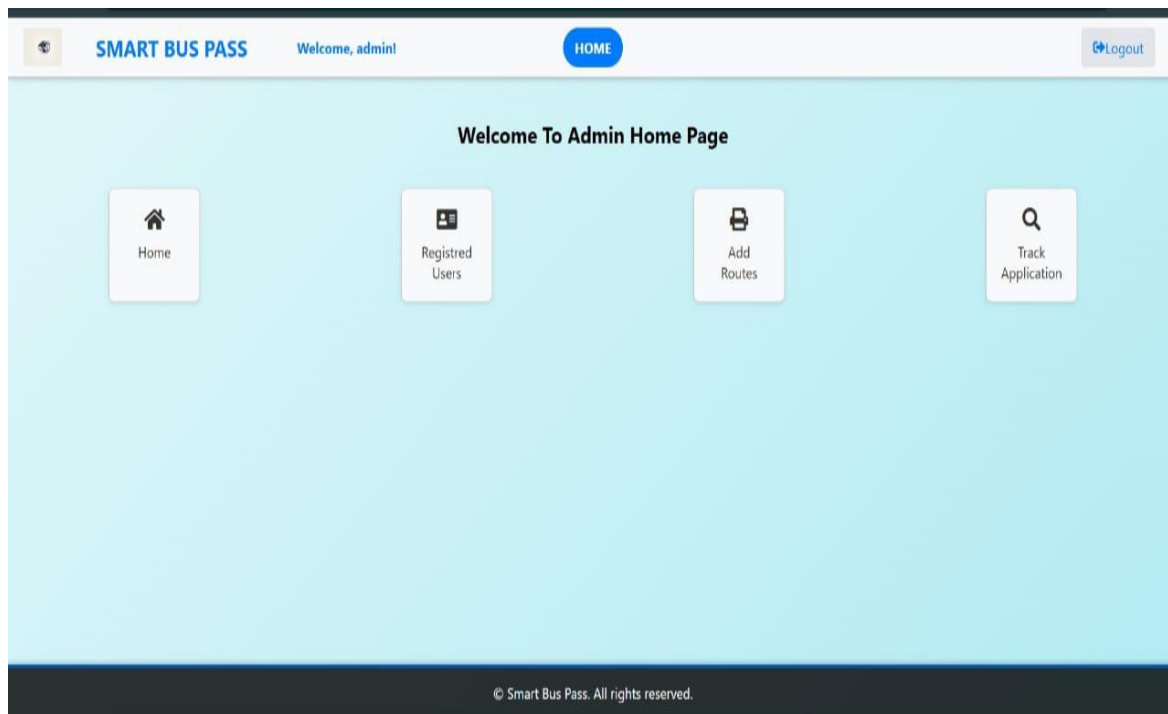 SMART BUS PASS
Welcome, admin!
HOME
Logout
Welcome To Admin Home Page
Home
Registred
Users
Add
Routes
Track
Application
© Smart Bus Pass. All rights reserved.